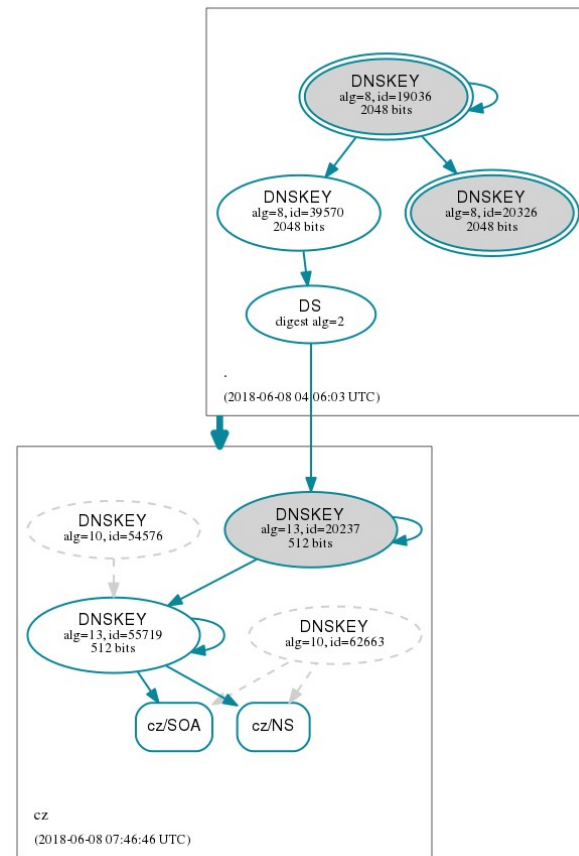 DNSKEY
alg=8, id=19036
2048 bits
DNSKEY
alg=8, id=39570
2048 bits
DNSKEY
alg=8, id=20326
2048 bits
DS
digest alg=2
.
(2018-06-08 04:06:03 UTC)
DNSKEY
alg=10, id=54576
DNSKEY
alg=13, id=20237
512 bits
DNSKEY
alg=13, id=55719
512 bits
DNSKEY
alg=10, id=62663
cz/SOA
cz/NS
cz
(2018-06-08 07:46:46 UTC)